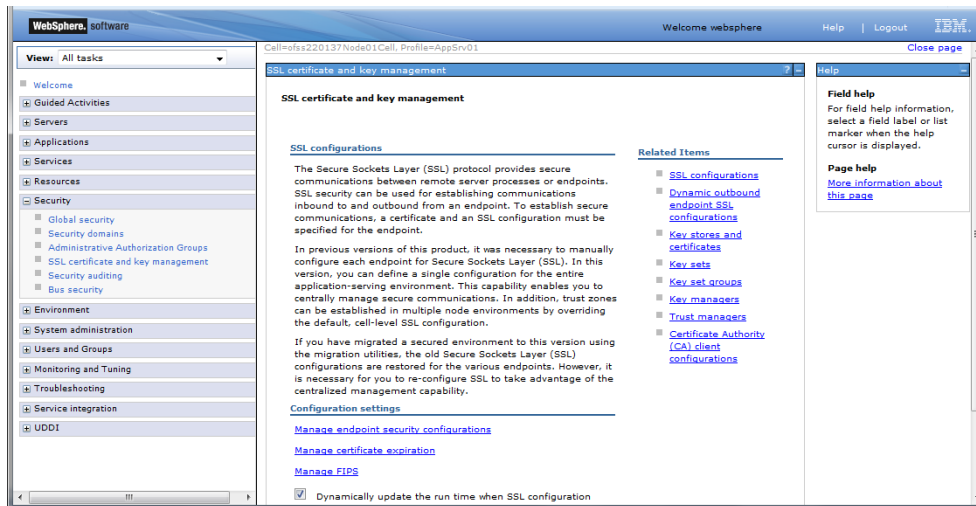 WebSphere. software
Welcome websphere
Help | Logout
IBM.
View: All tasks
Cell=ofss220137Node01Cell, Profile=AppSrv01
Close page
Welcome
Guided Activities
Servers
Applications
Services
Resources
Security
Global security
Security domains
Administrative Authorization Groups
SSL certificate and key management
Security auditing
Bus security
Environment
System administration
Users and Groups
Monitoring and Tuning
Troubleshooting
Service integration
UDDI
SSL certificate and key management
? -
SSL certificate and key management
SSL configurations
The Secure Sockets Layer (SSL) protocol provides secure
communications between remote server processes or endpoints.
SSL security can be used for establishing communications
inbound to and outbound from an endpoint. To establish secure
communications, a certificate and an SSL configuration must be
specified for the endpoint.
In previous versions of this product, it was necessary to manually
configure each endpoint for Secure Sockets Layer (SSL). In this
version, you can define a single configuration for the entire
application-serving environment. This capability enables you to
centrally manage secure communications. In addition, trust zones
can be established in multiple node environments by overriding
the default, cell-level SSL configuration.
If you have migrated a secured environment to this version using
the migration utilities, the old Secure Sockets Layer (SSL)
configurations are restored for the various endpoints. However, it
is necessary for you to re-configure SSL to take advantage of the
centralized management capability.
Configuration settings
Manage endpoint security configurations
Manage certificate expiration
Manage FIPS
Dynamically update the run time when SSL configuration
Related Items
SSL configurations
Dynamic outbound
endpoint SSL
configurations
Key stores and
certificates
Key sets
Key set groups
Key managers
Trust managers
Certificate Authority
(CA) client
configurations
Help
-
Field help
For field help information,
select a field label or list
marker when the help
cursor is displayed.
Page help
More information about
this page